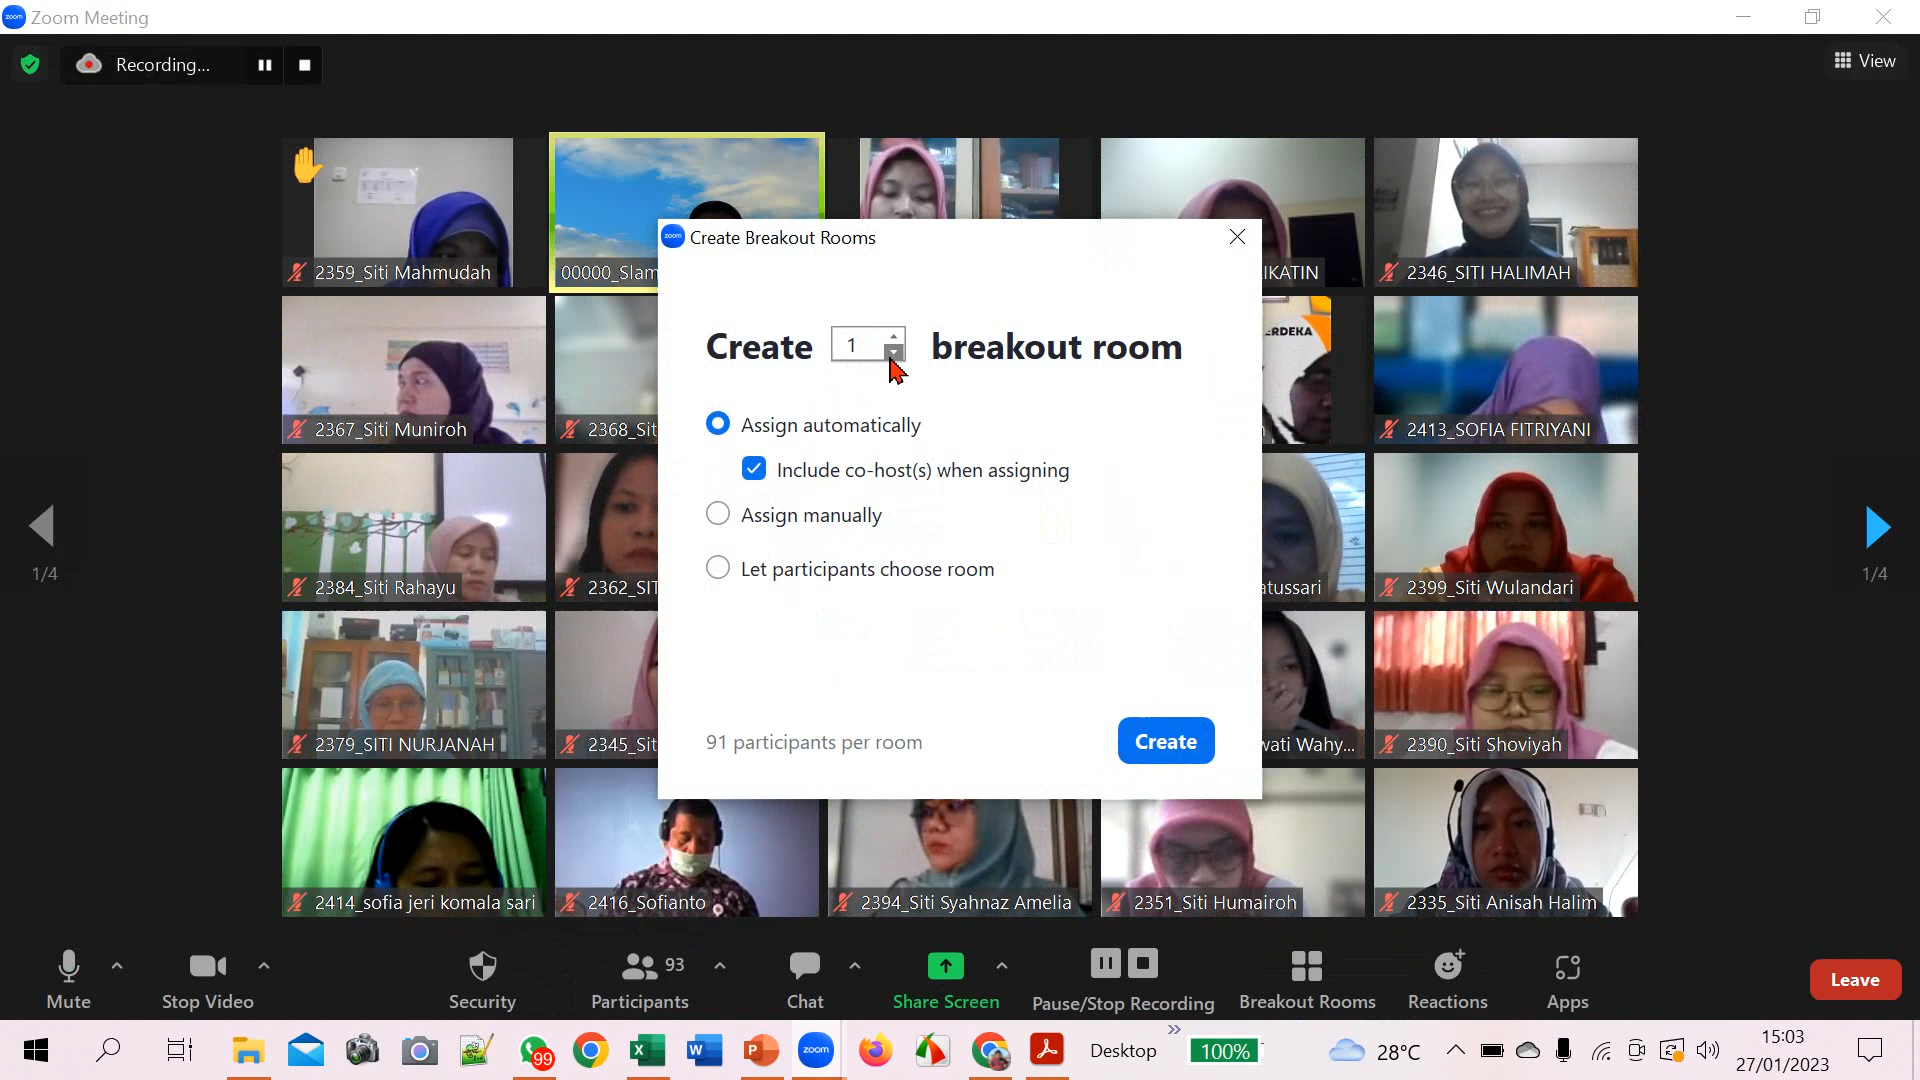 zoom Zoom Meeting
Recording...
View
2359_Siti Mahmudah
00000_Slam
IKATIN
2346_SITI HALIMAH
zoom Create Breakout Rooms
Create 1 breakout room
ERDEKA
2367_Siti Muniroh
2368_Sit
2413_SOFIA FITRIYANI
Assign automatically
Include co-host(s) when assigning
Assign manually
Let participants choose room
1/4
1/4
2384_Siti Rahayu
2362_SIT
atussari
2399_Siti Wulandari
2379_SITI NURJANAH
2345_Sit
wati Wahy...
2390_Siti Shoviyah
91 participants per room
Create
2414_sofia jeri komala sari
2416_Sofianto
2394_Siti Syahnaz Amelia
2351_Siti Humairoh
2335_Siti Anisah Halim
93
Mute
Stop Video
Security
Participants
Chat
Share Screen
Pause/Stop Recording
Breakout Rooms
Reactions
Apps
Leave
99
zoom
Desktop
100%
28°C
15:03
27/01/2023